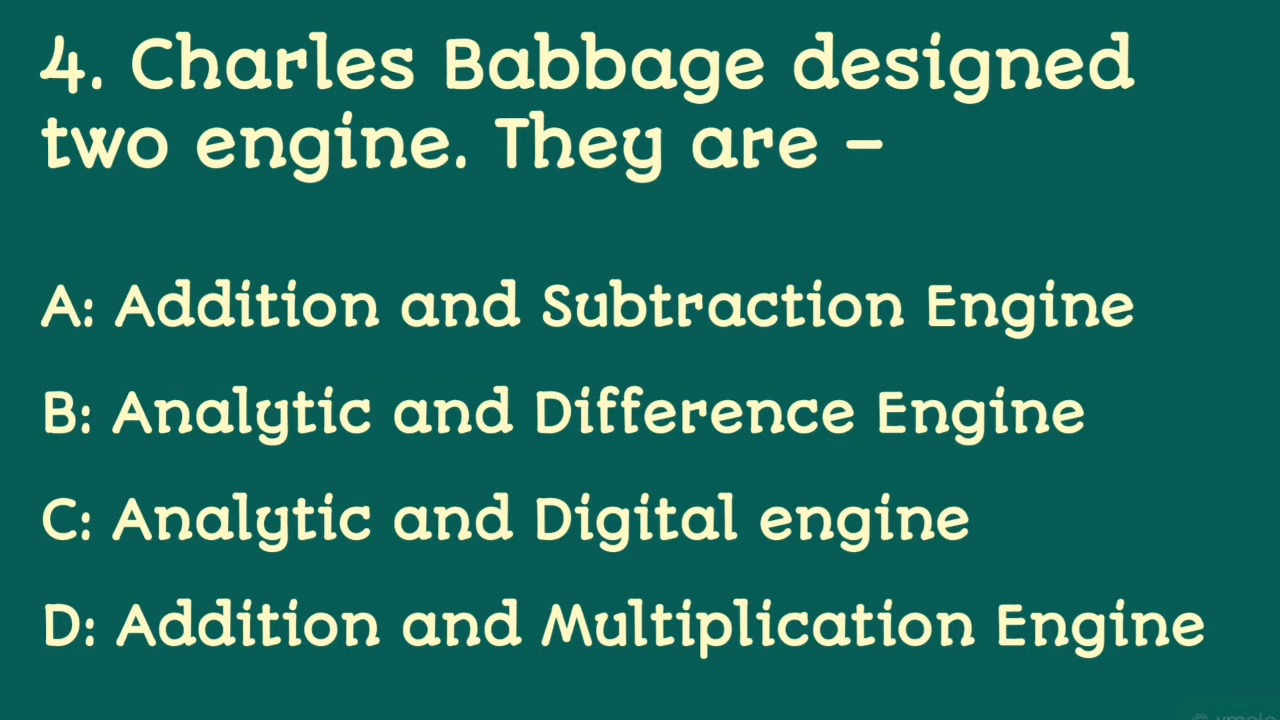 4. Charles Babbage designed
two engine. They are –
A: Addition and Subtraction Engine
B: Analytic and Difference Engine
C: Analytic and Digital engine
D: Addition and Multiplication Engine